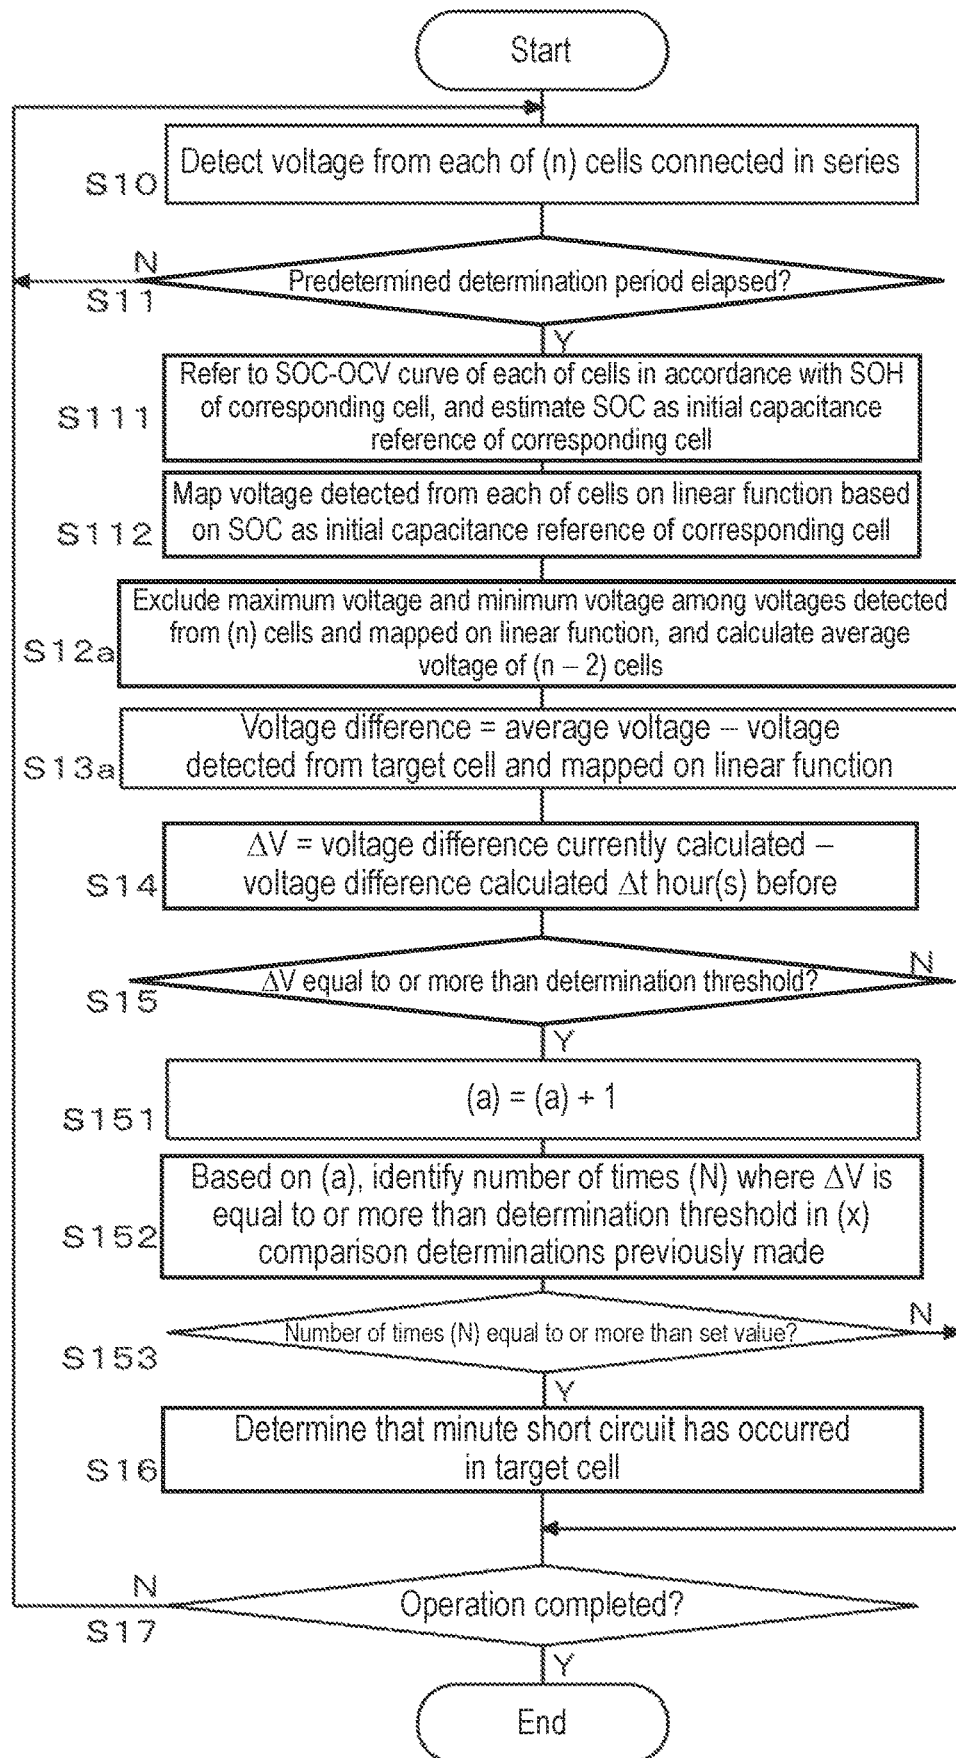 Start
Detect voltage from each of (n) cells connected in series
S10
N
Predetermined determination period elapsed?
S11
Y
Refer to SOC-OCV curve of each of cells in accordance with SOH
of corresponding cell, and estimate SOC as initial capacitance
reference of corresponding cell
S111
Map voltage detected from each of cells on linear function based
on SOC as initial capacitance reference of corresponding cell
S112
Exclude maximum voltage and minimum voltage among voltages detected
from (n) cells and mapped on linear function, and calculate average
voltage of (n – 2) cells
S12a
Voltage difference = average voltage – voltage
detected from target cell and mapped on linear function
S13a
ΔV = voltage difference currently calculated –
voltage difference calculated Δt hour(s) before
S14
ΔV equal to or more than determination threshold?
N
S15
Y
(a) = (a) + 1
S151
Based on (a), identify number of times (N) where ΔV is
equal to or more than determination threshold in (x)
comparison determinations previously made
S152
Number of times (N) equal to or more than set value?
N
S153
Y
Determine that minute short circuit has occurred
in target cell
S16
N
Operation completed?
S17
Y
End